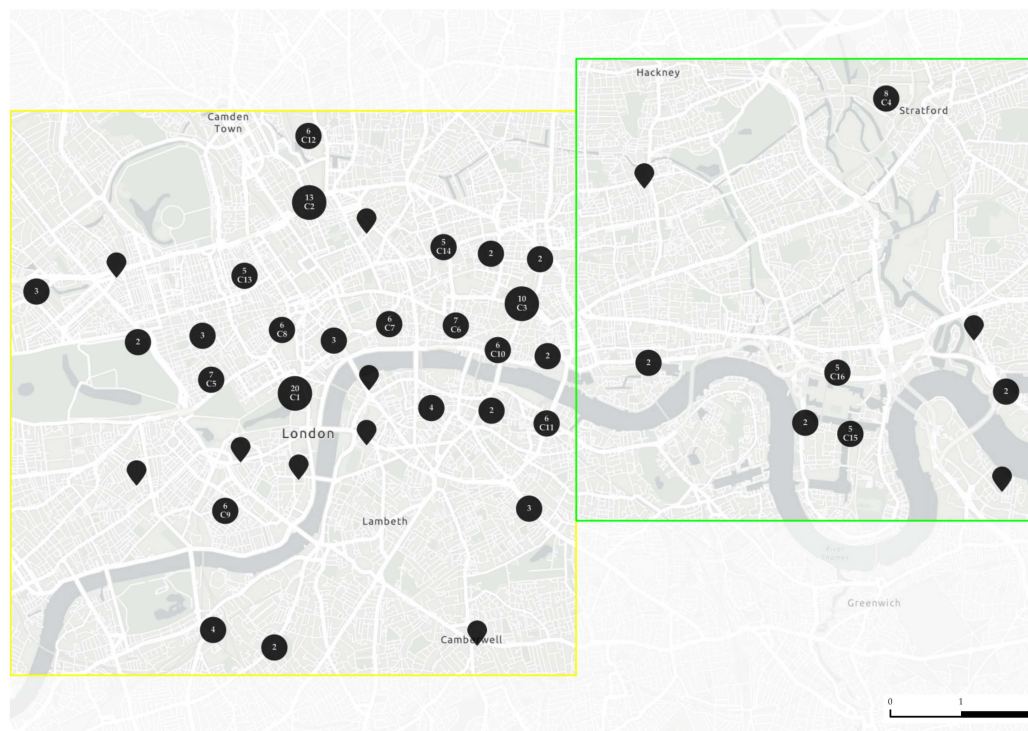 Hackney
8
C4
Stratford
Camden
Town
6
C12
13
C2
5
C14
2
2
5
C13
3
10
C3
6
C8
6
C7
7
C6
3
3
2
6
C10
2
2
5
C16
7
C5
20
C1
4
2
6
C11
2
5
C15
2
London
6
C9
3
Lambeth
River
Thames
Greenwich
4
2
Camberwell
0 1